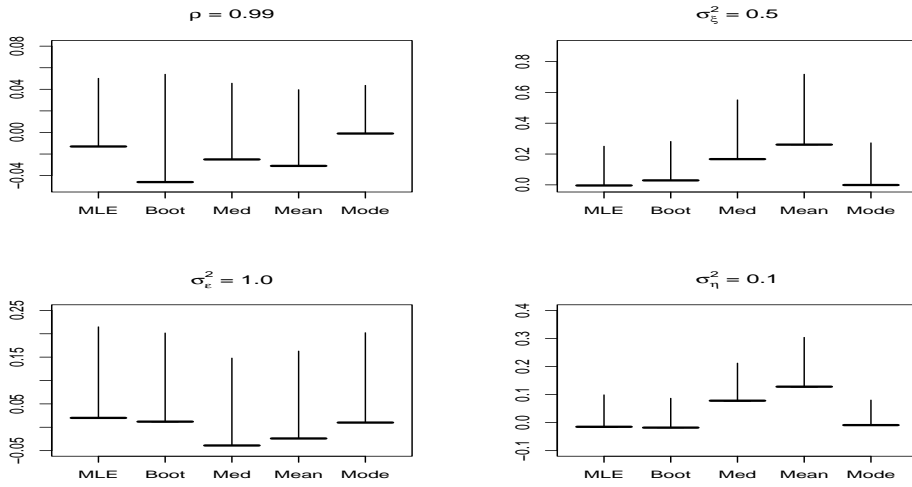 ρ = 0.99
0.08
0.04
0.00
−0.04
MLE Boot Med Mean Mode
σ²_ξ = 0.5
0.8
0.6
0.4
0.2
0.0
MLE Boot Med Mean Mode
σ²_ε = 1.0
0.25
0.15
0.05
−0.05
MLE Boot Med Mean Mode
σ²_η = 0.1
0.4
0.3
0.2
0.1
0.0
−0.1
MLE Boot Med Mean Mode